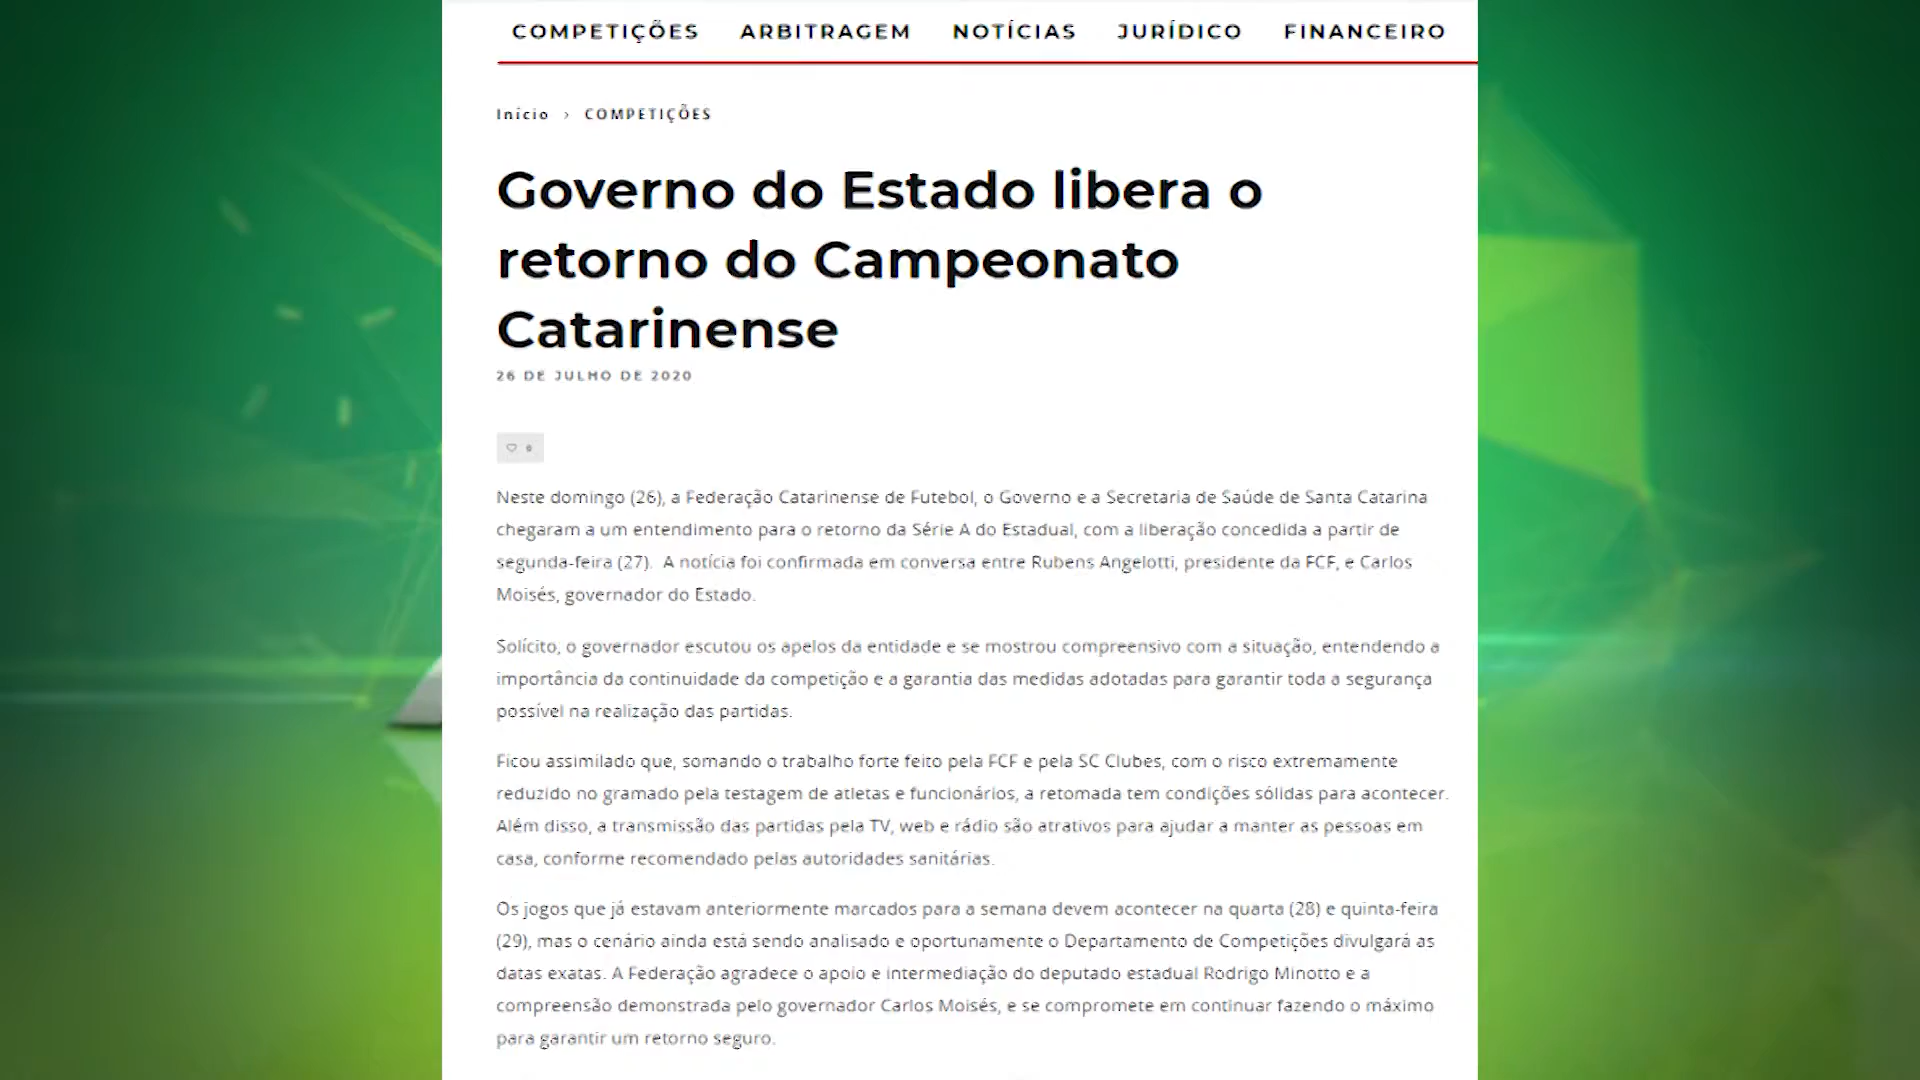 COMPETIÇÕES ARBITRAGEM NOTÍCIAS JURÍDICO FINANCEIRO
Início › COMPETIÇÕES
Governo do Estado libera o
retorno do Campeonato
Catarinense
26 DE JULHO DE 2020
0
Neste domingo (26), a Federação Catarinense de Futebol, o Governo e a Secretaria de Saúde de Santa Catarina
chegaram a um entendimento para o retorno da Série A do Estadual, com a liberação concedida a partir de
segunda-feira (27). A notícia foi confirmada em conversa entre Rubens Angelotti, presidente da FCF, e Carlos
Moisés, governador do Estado.
Solícito, o governador escutou os apelos da entidade e se mostrou compreensivo com a situação, entendendo a
importância da continuidade da competição e a garantia das medidas adotadas para garantir toda a segurança
possível na realização das partidas.
Ficou assimilado que, somando o trabalho forte feito pela FCF e pela SC Clubes, com o risco extremamente
reduzido no gramado pela testagem de atletas e funcionários, a retomada tem condições sólidas para acontecer.
Além disso, a transmissão das partidas pela TV, web e rádio são atrativos para ajudar a manter as pessoas em
casa, conforme recomendado pelas autoridades sanitárias.
Os jogos que já estavam anteriormente marcados para a semana devem acontecer na quarta (28) e quinta-feira
(29), mas o cenário ainda está sendo analisado e oportunamente o Departamento de Competições divulgará as
datas exatas. A Federação agradece o apoio e intermediação do deputado estadual Rodrigo Minotto e a
compreensão demonstrada pelo governador Carlos Moisés, e se compromete em continuar fazendo o máximo
para garantir um retorno seguro.